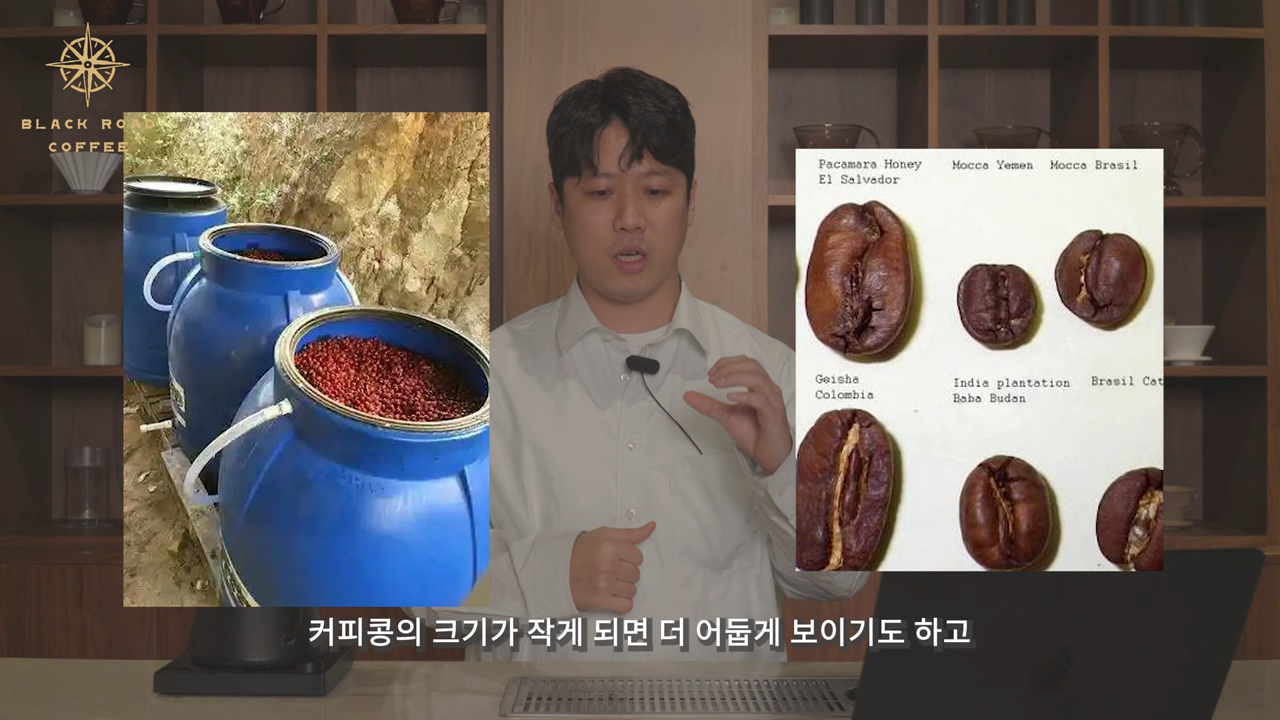 BLACK ROAD
COFFEE
Pacamara Honey
El Salvador
Mocca Yemen
Mocca Brasil
Geisha
Colombia
India plantation
Baba Budan
Brasil Cat
커피콩의 크기가 작게 되면 더 어둡게 보이기도 하고